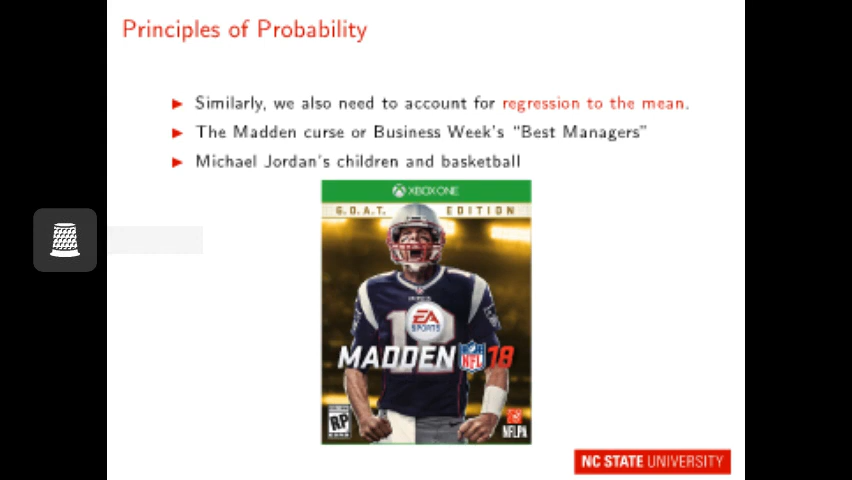 Principles of Probability
Similarly, we also need to account for regression to the mean.
The Madden curse or Business Week's "Best Managers"
Michael Jordan's children and basketball
XBOX ONE
G.O.A.T. EDITION
EA
SPORTS
MADDEN NFL 18
RP
NFLPA
NC STATE UNIVERSITY